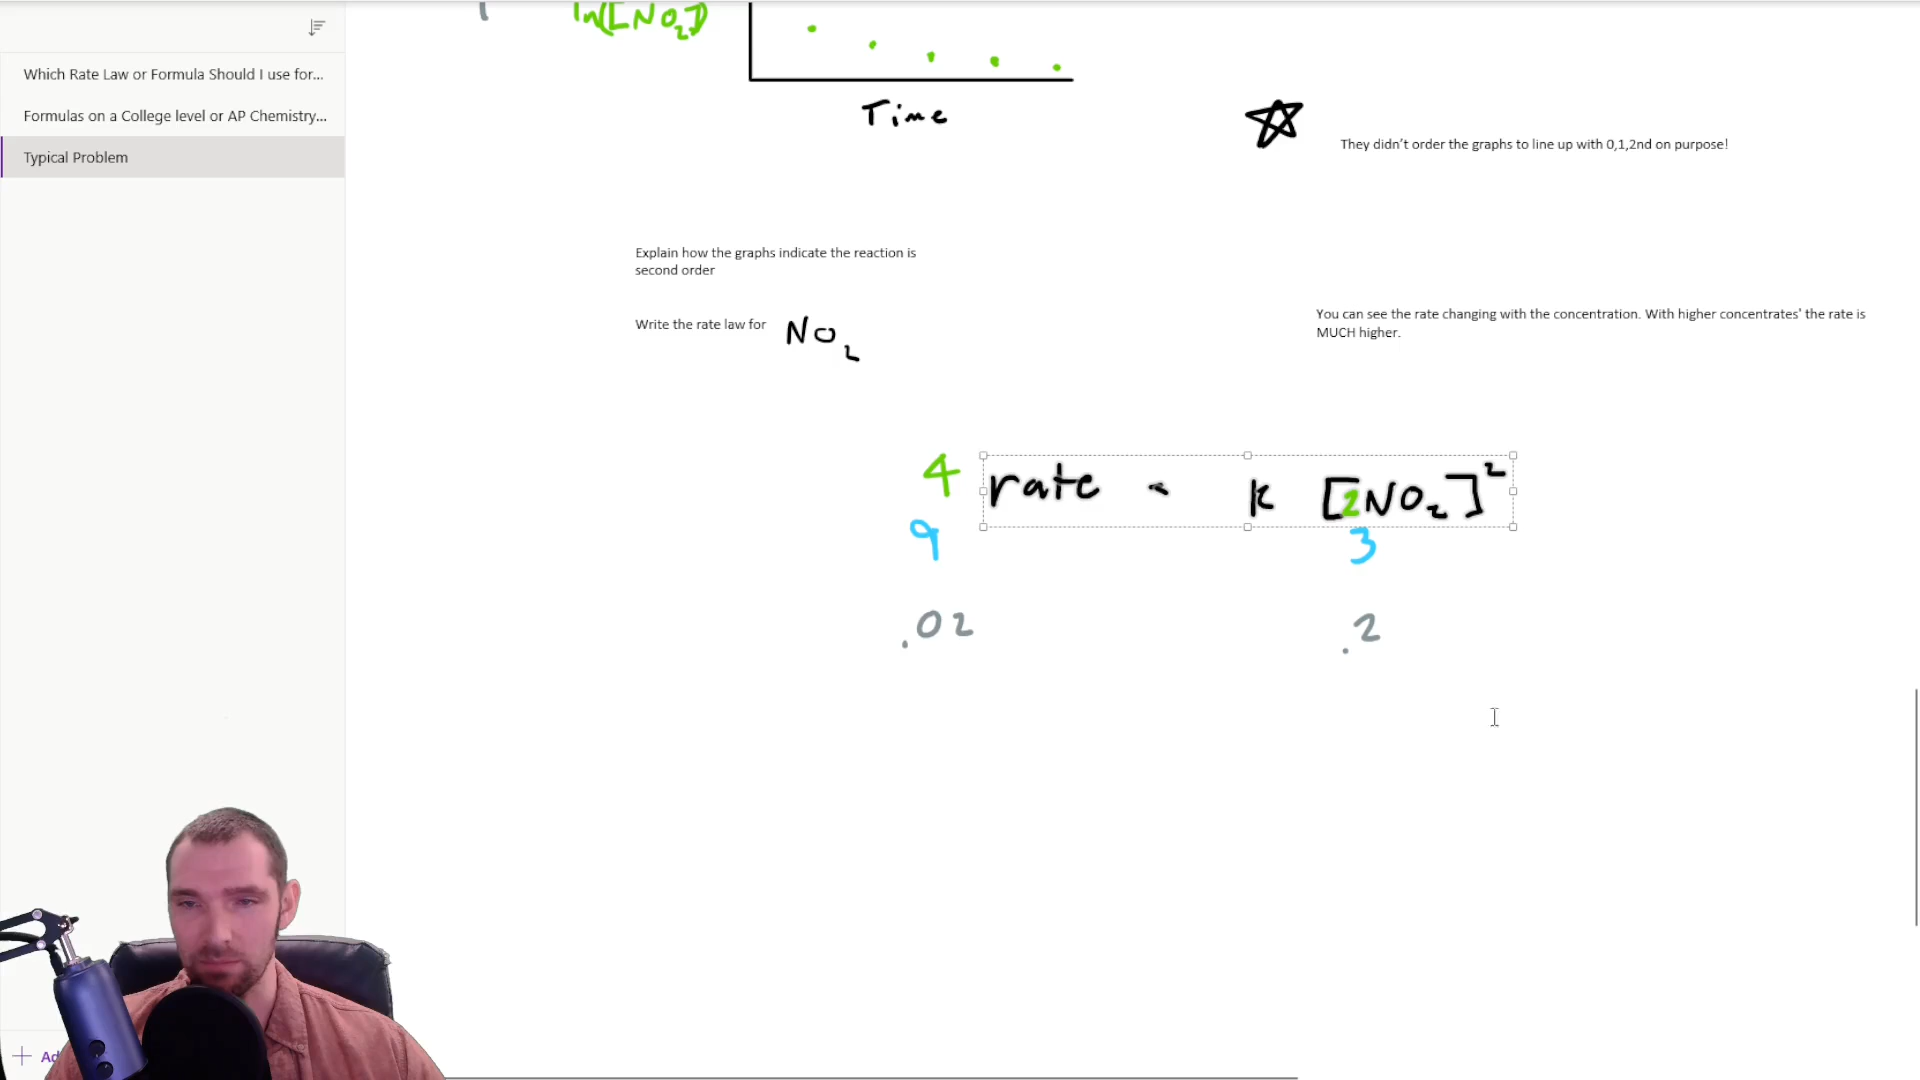 ln([NO2])
Which Rate Law or Formula Should I use for...
Formulas on a College level or AP Chemistry...
Typical Problem
Time
They didn't order the graphs to line up with 0,1,2nd on purpose!
Explain how the graphs indicate the reaction is
second order
Write the rate law for NO2
You can see the rate changing with the concentration. With higher concentrates' the rate is
MUCH higher.
4 rate = k [2NO2]²
9 3
.02 .2